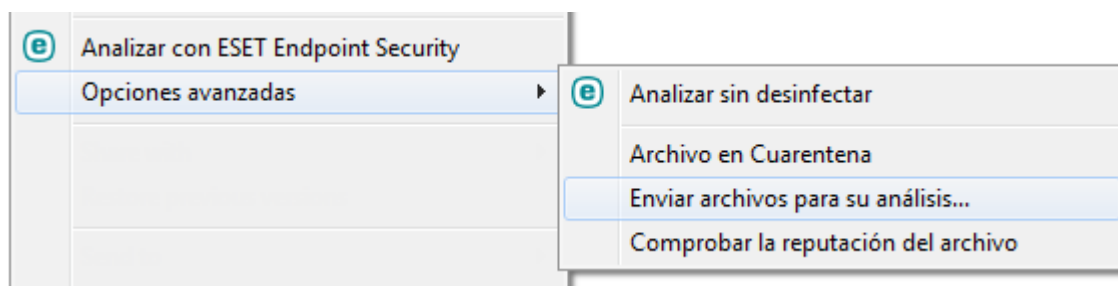 Analizar con ESET Endpoint Security
Opciones avanzadas
Analizar sin desinfectar
Archivo en Cuarentena
Enviar archivos para su análisis...
Comprobar la reputación del archivo